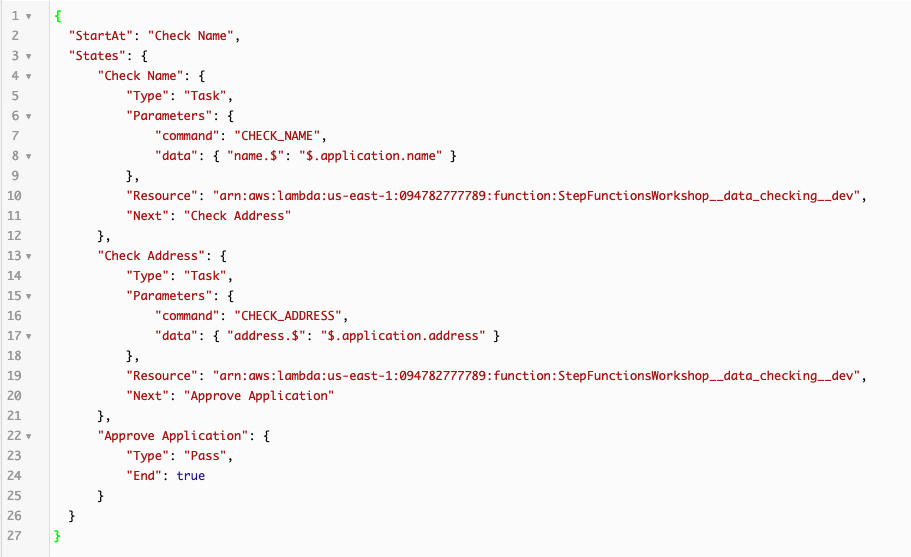 1 {
2   "StartAt": "Check Name",
3   "States": {
4       "Check Name": {
5           "Type": "Task",
6           "Parameters": {
7               "command": "CHECK_NAME",
8               "data": { "name.$": "$.application.name" }
9           },
10          "Resource": "arn:aws:lambda:us-east-1:094782777789:function:StepFunctionsWorkshop__data_checking__dev",
11          "Next": "Check Address"
12      },
13      "Check Address": {
14          "Type": "Task",
15          "Parameters": {
16              "command": "CHECK_ADDRESS",
17              "data": { "address.$": "$.application.address" }
18          },
19          "Resource": "arn:aws:lambda:us-east-1:094782777789:function:StepFunctionsWorkshop__data_checking__dev",
20          "Next": "Approve Application"
21      },
22      "Approve Application": {
23          "Type": "Pass",
24          "End": true
25      }
26  }
27 }